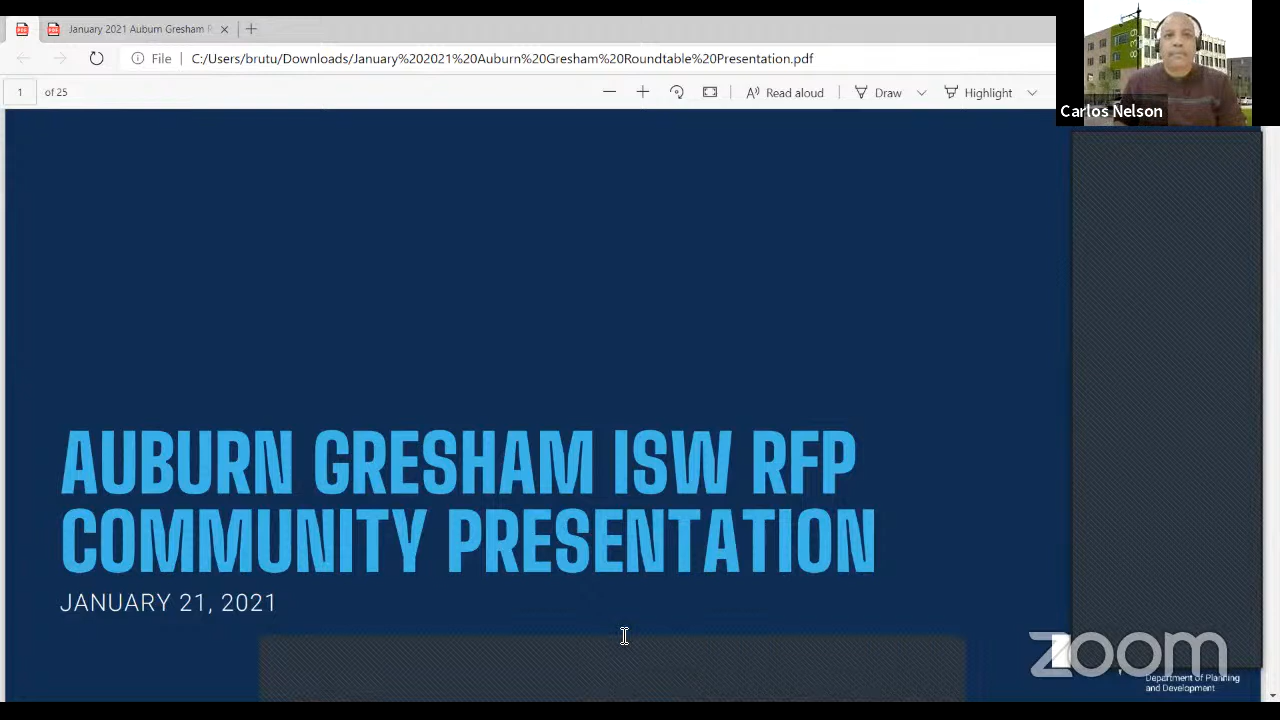 January 2021 Auburn Gresham R
File
C:/Users/brutu/Downloads/January%202021%20Auburn%20Gresham%20Roundtable%20Presentation.pdf
1 of 25
Read aloud
Draw
Highlight
839
Carlos Nelson
AUBURN GRESHAM ISW RFP
COMMUNITY PRESENTATION
JANUARY 21, 2021
zoom
Department of Planning
and Development